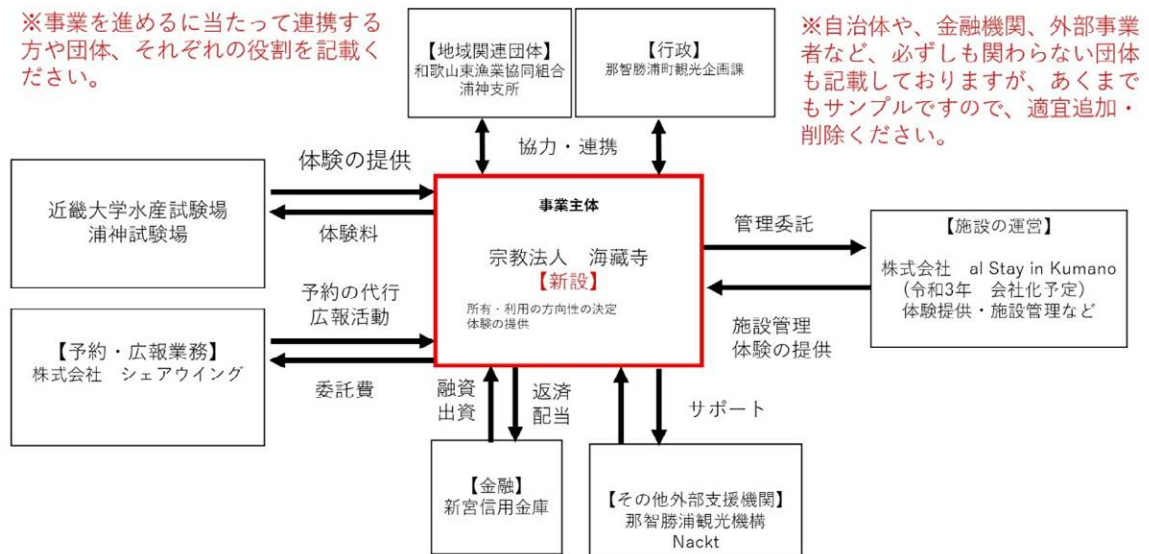 ※事業を進めるに当たって連携する
方や団体、それぞれの役割を記載く
ださい。
【地域関連団体】
和歌山東漁業協同組合
浦神支所
【行政】
那智勝浦町観光企画課
※自治体や、金融機関、外部事業
者など、必ずしも関わらない団体
も記載しておりますが、あくまで
もサンプルですので、適宜追加・
削除ください。
協力・連携
近畿大学水産試験場
浦神試験場
体験の提供
体験料
事業主体
宗教法人 海藏寺
【新設】
所有・利用の方向性の決定
体験の提供
管理委託
施設管理
体験の提供
【施設の運営】
株式会社 al Stay in Kumano
(令和3年 会社化予定)
体験提供・施設管理など
【予約・広報業務】
株式会社 シェアウイング
予約の代行
広報活動
委託費
融資
出資
返済
配当
サポート
【金融】
新宮信用金庫
【その他外部支援機関】
那智勝浦観光機構
Nackt